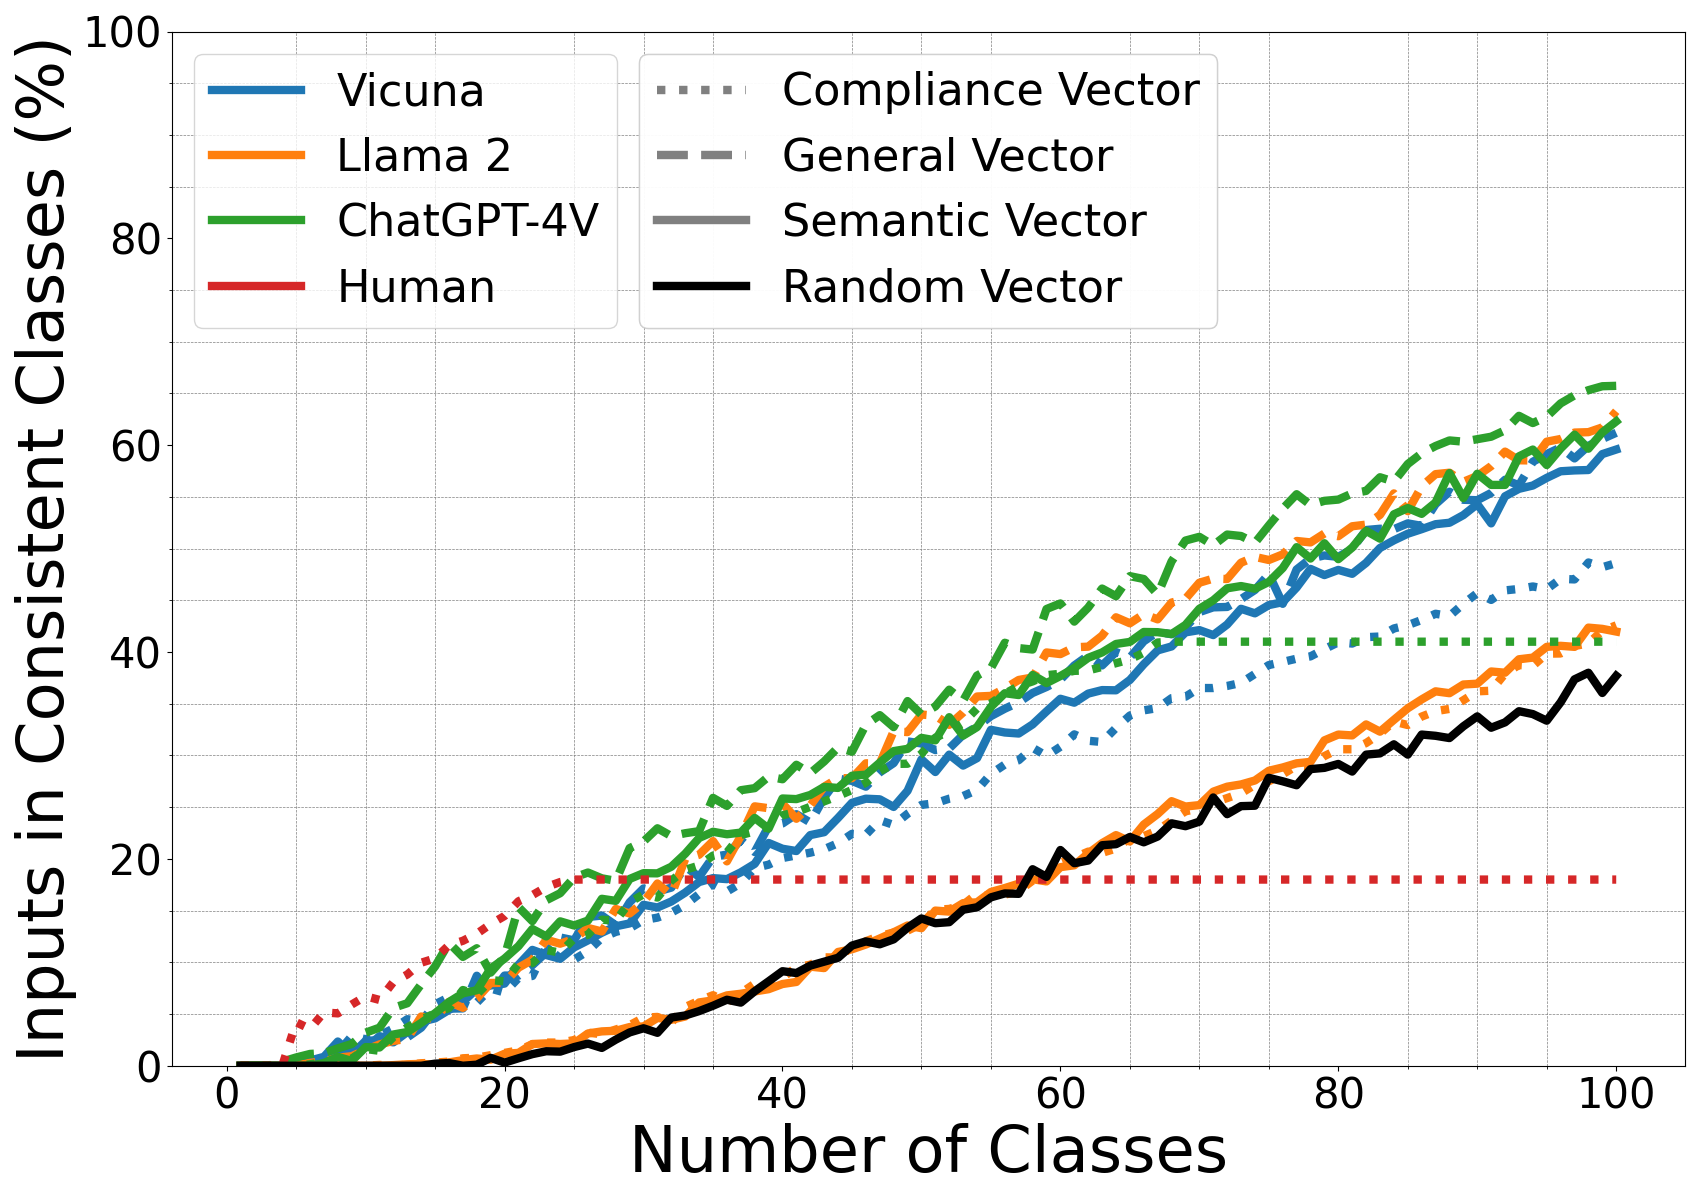 Inputs in Consistent Classes (%)
100
80
60
40
20
0
Vicuna
Llama 2
ChatGPT-4V
Human
Compliance Vector
General Vector
Semantic Vector
Random Vector
0 20 40 60 80 100
Number of Classes